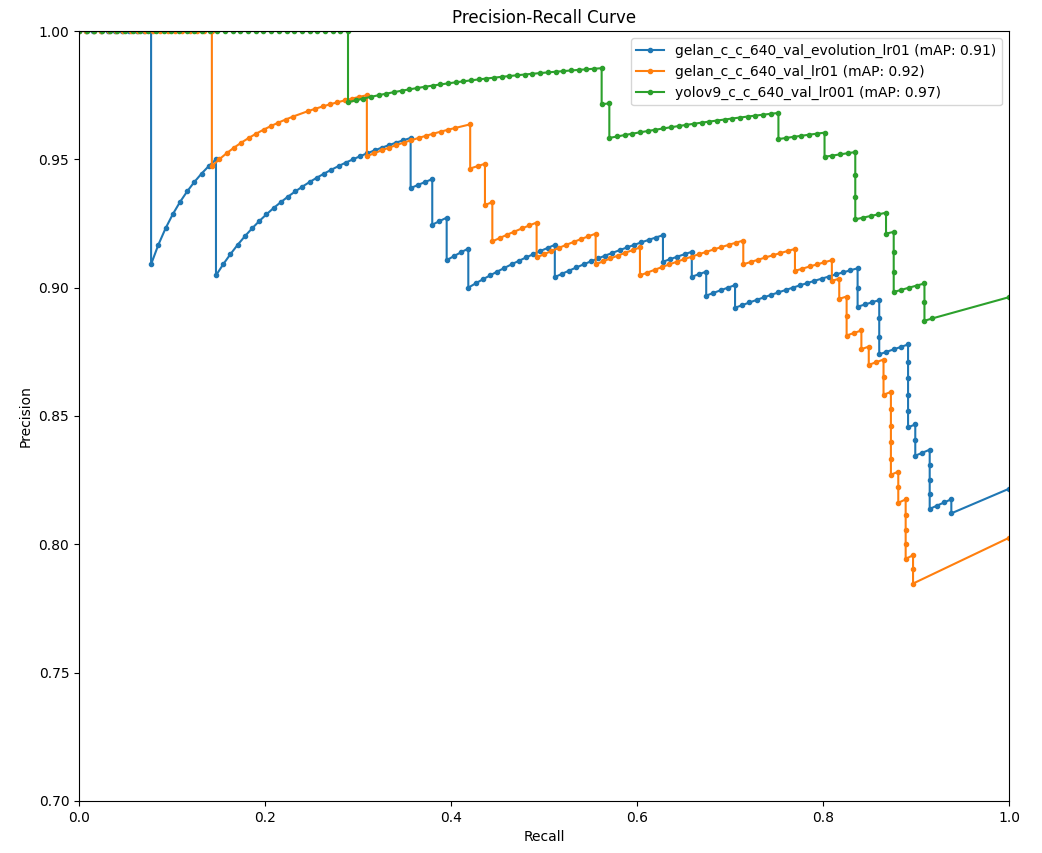 Precision-Recall Curve
1.00
0.95
0.90
0.85
0.80
0.75
0.70
Precision
gelan_c_c_640_val_evolution_lr01 (mAP: 0.91)
gelan_c_c_640_val_lr01 (mAP: 0.92)
yolov9_c_c_640_val_lr001 (mAP: 0.97)
0.0 0.2 0.4 0.6 0.8 1.0
Recall